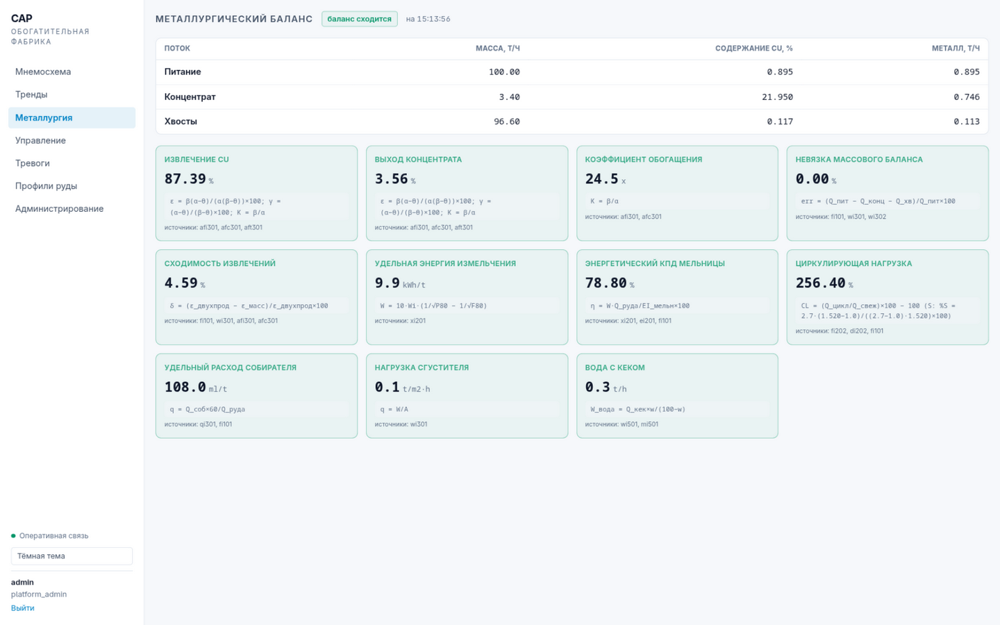 CAP
ОБОГАТИТЕЛЬНАЯ
ФАБРИКА
Мнемосхема
Тренды
Металлургия
Управление
Тревоги
Профили руды
Администрирование
Оперативная связь
Тёмная тема
admin
platform_admin
Выйти
МЕТАЛЛУРГИЧЕСКИЙ БАЛАНС баланс сходится на 15:13:56
ПОТОК МАССА, Т/Ч СОДЕРЖАНИЕ CU, % МЕТАЛЛ, Т/Ч
Питание 100.00 0.895 0.895
Концентрат 3.40 21.950 0.746
Хвосты 96.60 0.117 0.113
ИЗВЛЕЧЕНИЕ CU
87.39 %
ε = β(α−θ)/(α(β−θ))×100; γ =
(α−θ)/(β−θ)×100; K = β/α
источники: afi301, afc301, aft301
ВЫХОД КОНЦЕНТРАТА
3.56 %
ε = β(α−θ)/(α(β−θ))×100; γ =
(α−θ)/(β−θ)×100; K = β/α
источники: afi301, afc301, aft301
КОЭФФИЦИЕНТ ОБОГАЩЕНИЯ
24.5 x
K = β/α
источники: afi301, afc301
НЕВЯЗКА МАССОВОГО БАЛАНСА
0.00 %
err = (Q_пит − Q_конц − Q_хв)/Q_пит×100
источники: fi101, wi301, wi302
СХОДИМОСТЬ ИЗВЛЕЧЕНИЙ
4.59 %
δ = (ε_двухпрод − ε_масс)/ε_двухпрод×100
источники: fi101, wi301, afi301, afc301
УДЕЛЬНАЯ ЭНЕРГИЯ ИЗМЕЛЬЧЕНИЯ
9.9 kWh/t
W = 10·Wi·(1/√P80 − 1/√F80)
источники: xi201
ЭНЕРГЕТИЧЕСКИЙ КПД МЕЛЬНИЦЫ
78.80 %
η = W·Q_руда/EI_мельн×100
источники: xi201, ei201, fi101
ЦИРКУЛИРУЮЩАЯ НАГРУЗКА
256.40 %
CL = (Q_цикл/Q_свеж)×100 − 100 (S: %S =
2.7·(1.520−1.0)/((2.7−1.0)·1.520)×100)
источники: fi202, di202, fi101
УДЕЛЬНЫЙ РАСХОД СОБИРАТЕЛЯ
108.0 ml/t
q = Q_соб×60/Q_руда
источники: qi301, fi101
НАГРУЗКА СГУСТИТЕЛЯ
0.1 t/m2·h
q = W/A
источники: wi301
ВОДА С КЕКОМ
0.3 t/h
W_вода = Q_кек×w/(100−w)
источники: wi501, mi501